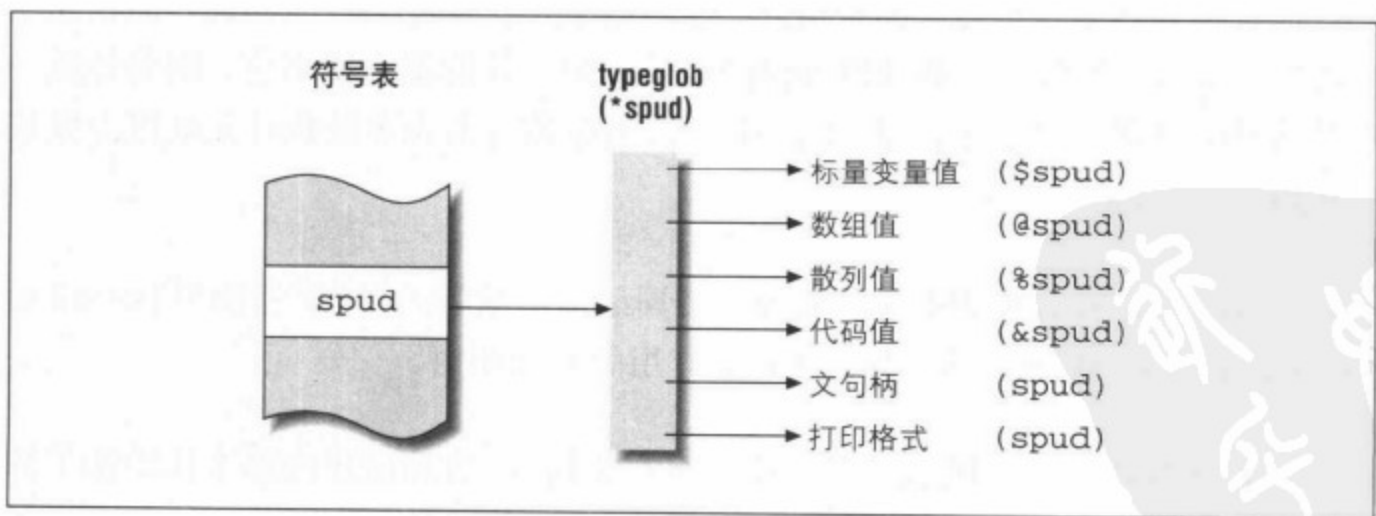 符号表
typeglob
(*spud)
spud
标量变量值 ($spud)
数组值 (@spud)
散列值 (%spud)
代码值 (&spud)
文句柄 (spud)
打印格式 (spud)